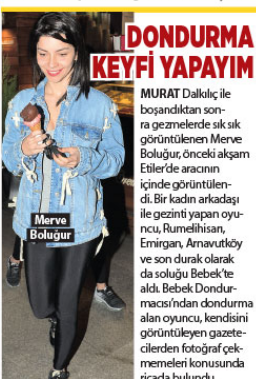 DONDURMA
KEYFİ YAPAYIM
MURAT Dalkılıç ile
boşandıktan son-
ra gezmelerde sık sık
görüntülenen Merve
Boluğur, önceki akşam
Etiler'de aracının
içinde görüntülen-
di. Bir kadın arkadaşı
ile gezinti yapan oyu-
ncu, Rumelihisarı,
Emirgan, Arnavutköy
ve son durak olarak
da soluğu Bebek'te
aldı. Bebek Dondur-
macısı'ndan dondurma
alan oyuncu, kendisini
görüntüleyen gazete-
cilerden fotoğraf çek-
memeleri konusunda
ricada bulundu
Merve
Boluğur